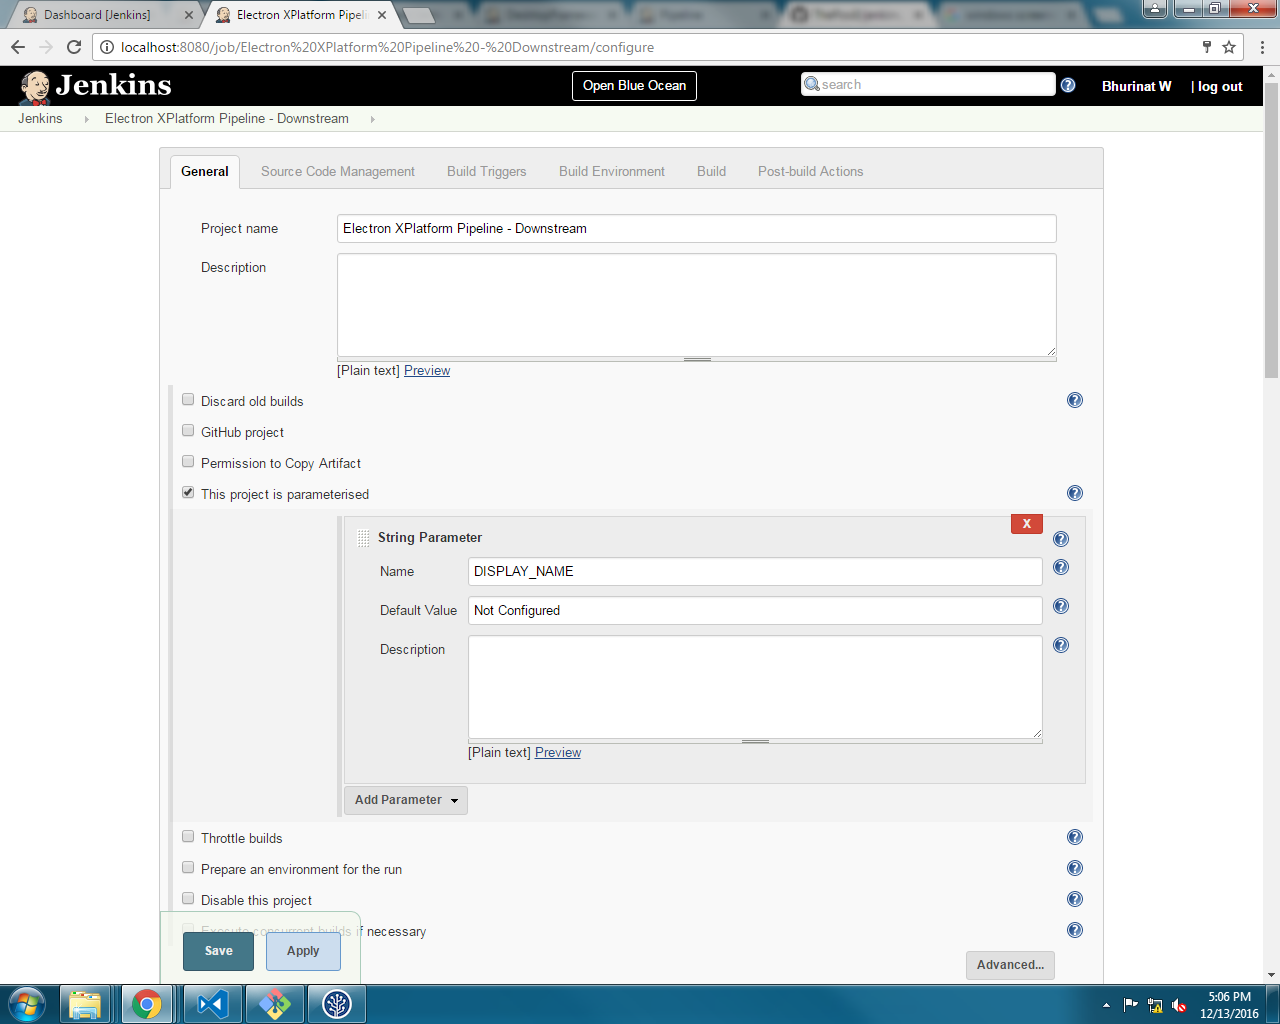 Dashboard [Jenkins]
Electron XPlatform Pipeli
localhost:8080/job/Electron%20XPlatform%20Pipeline%20-%20Downstream/configure
Jenkins
Open Blue Ocean
search
Bhurinat W
| log out
Jenkins
Electron XPlatform Pipeline - Downstream
General
Source Code Management
Build Triggers
Build Environment
Build
Post-build Actions
Project name
Electron XPlatform Pipeline - Downstream
Description
[Plain text] Preview
Discard old builds
GitHub project
Permission to Copy Artifact
This project is parameterised
X
String Parameter
Name
DISPLAY_NAME
Default Value
Not Configured
Description
[Plain text] Preview
Add Parameter
Throttle builds
Prepare an environment for the run
Disable this project
Execute concurrent builds if necessary
Save
Apply
Advanced...
5:06 PM
12/13/2016